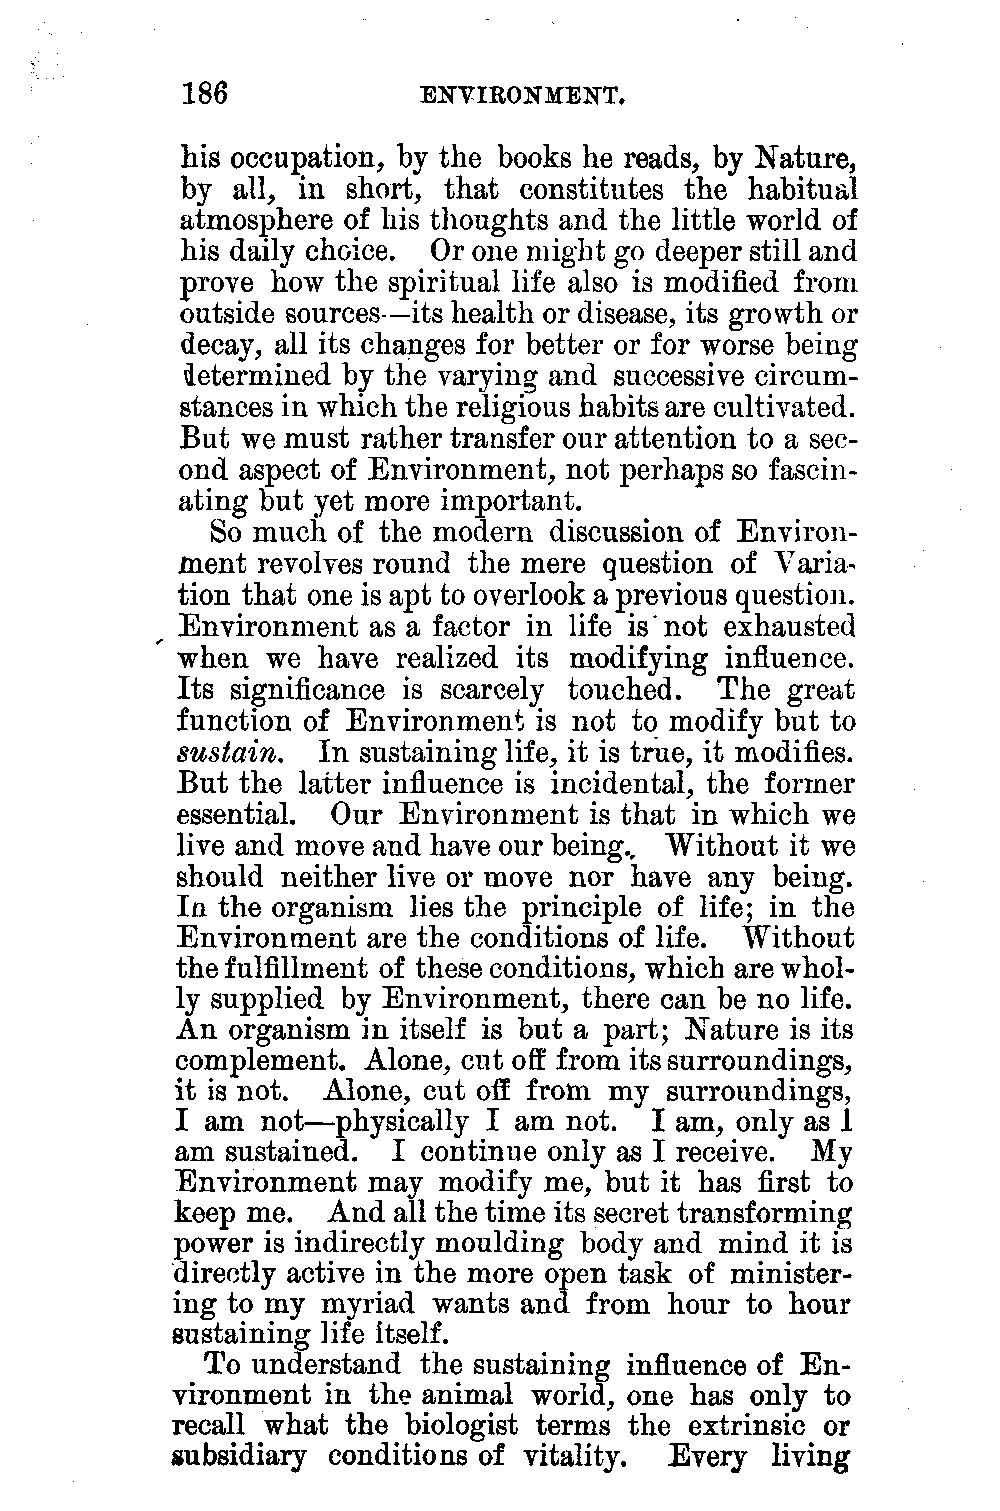 186 ENVIRONMENT.
his occupation, by the books he reads, by Nature,
by all, in short, that constitutes the habitual
atmosphere of his thoughts and the little world of
his daily choice. Or one might go deeper still and
prove how the spiritual life also is modified from
outside sources—its health or disease, its growth or
decay, all its changes for better or for worse being
determined by the varying and successive circum-
stances in which the religious habits are cultivated.
But we must rather transfer our attention to a sec-
ond aspect of Environment, not perhaps so fascin-
ating but yet more important.
So much of the modern discussion of Environ-
ment revolves round the mere question of Varia-
tion that one is apt to overlook a previous question.
Environment as a factor in life is not exhausted
when we have realized its modifying influence.
Its significance is scarcely touched. The great
function of Environment is not to modify but to
sustain. In sustaining life, it is true, it modifies.
But the latter influence is incidental, the former
essential. Our Environment is that in which we
live and move and have our being. Without it we
should neither live or move nor have any being.
In the organism lies the principle of life; in the
Environment are the conditions of life. Without
the fulfillment of these conditions, which are whol-
ly supplied by Environment, there can be no life.
An organism in itself is but a part; Nature is its
complement. Alone, cut off from its surroundings,
it is not. Alone, cut off from my surroundings,
I am not—physically I am not. I am, only as I
am sustained. I continue only as I receive. My
Environment may modify me, but it has first to
keep me. And all the time its secret transforming
power is indirectly moulding body and mind it is
directly active in the more open task of minister-
ing to my myriad wants and from hour to hour
sustaining life itself.
To understand the sustaining influence of En-
vironment in the animal world, one has only to
recall what the biologist terms the extrinsic or
subsidiary conditions of vitality. Every living